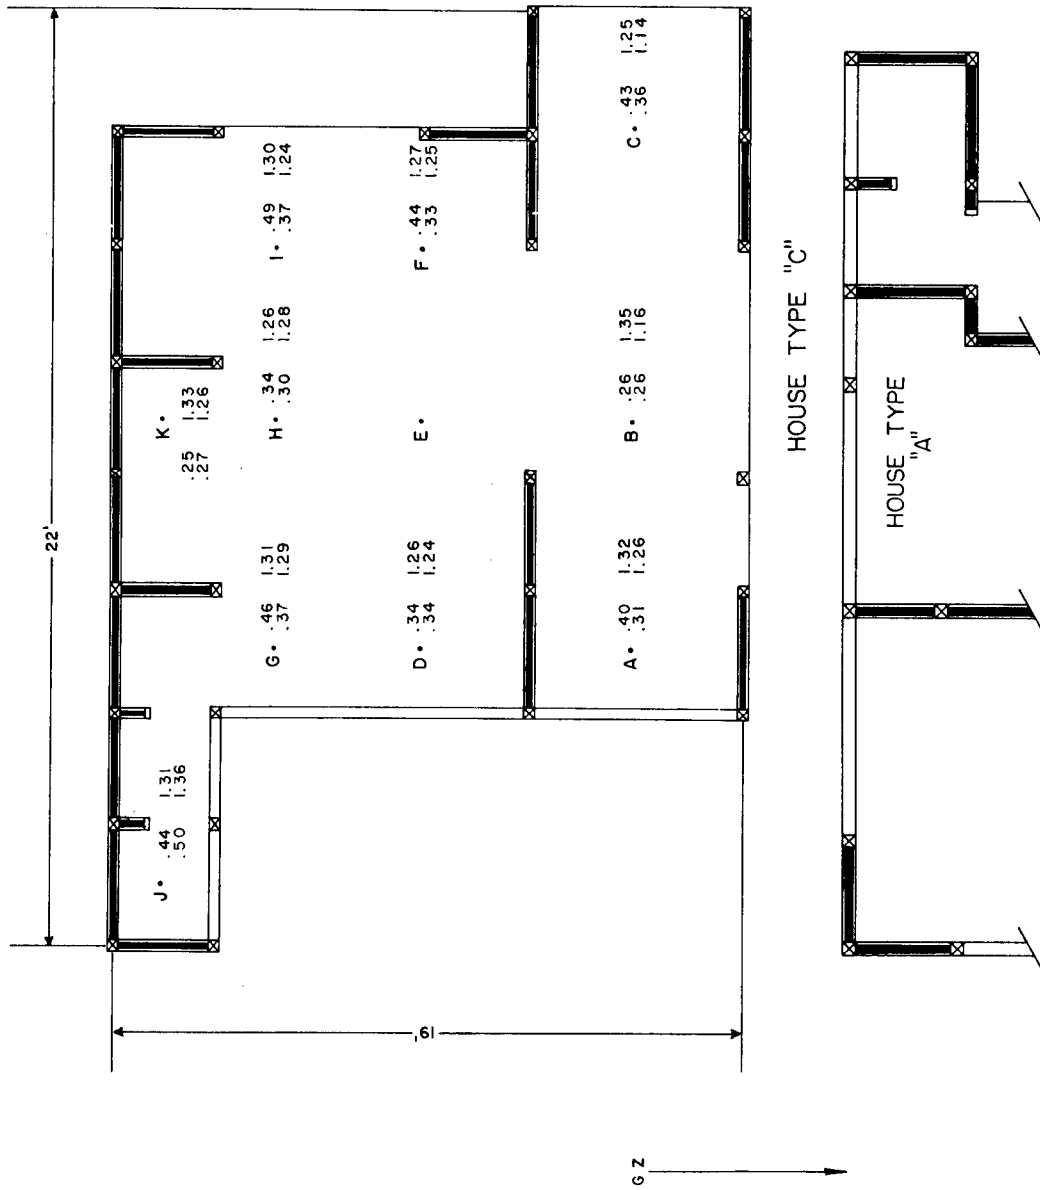 22'
J • .44 1.31
.50 1.36
K •
.25 1.33
.27 1.26
G • .46 1.31
.37 1.29
H • .34 1.26
.30 1.28
I • .49 1.30
.37 1.24
19'
D • .34 1.26
.34 1.24
E •
F • .44 1.27
.33 1.25
GZ
A • .40 1.32
.31 1.26
B • .26 1.35
.26 1.16
C • .43 1.25
.36 1.14
HOUSE TYPE "C"
HOUSE TYPE
"A"